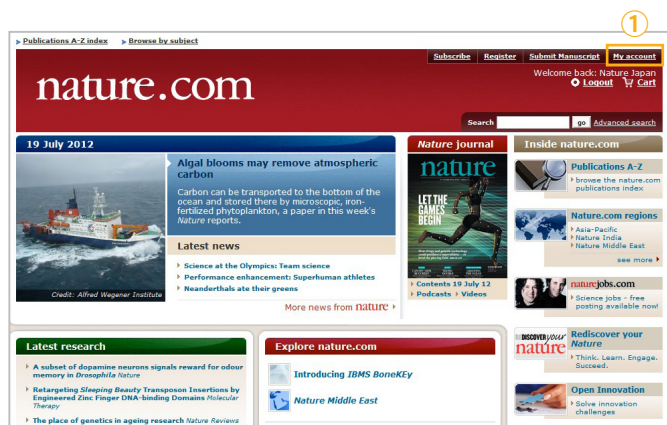 ①
Publications A-Z index Browse by subject
Subscribe Register Submit Manuscript My account
nature.com
Welcome back: Nature Japan
Logout Cart
Search go Advanced search
19 July 2012
Algal blooms may remove atmospheric
carbon
Carbon can be transported to the bottom of the
ocean and stored there by microscopic, iron-
fertilized phytoplankton, a paper in this week's
Nature reports.
Latest news
Science at the Olympics: Team science
Performance enhancement: Superhuman athletes
Neanderthals ate their greens
Credit: Alfred Wegener Institute
More news from nature
Nature journal
nature
LET THE
GAMES
BEGIN
Contents 19 July 12
Podcasts Videos
Inside nature.com
Publications A-Z
browse the nature.com
publications index
Nature.com regions
Asia-Pacific
Nature India
Nature Middle East
see more
naturejobs.com
Science jobs - free
posting available now!
DISCOVER YOUR
nature
Rediscover your
Nature
Think. Learn. Engage.
Succeed.
Open Innovation
Solve innovation
challenges
Latest research
A subset of dopamine neurons signals reward for odour
memory in Drosophila Nature
Retargeting Sleeping Beauty Transposon Insertions by
Engineered Zinc Finger DNA-binding Domains Molecular
Therapy
The place of genetics in ageing research Nature Reviews
Explore nature.com
Introducing IBMS BoneKEy
Nature Middle East